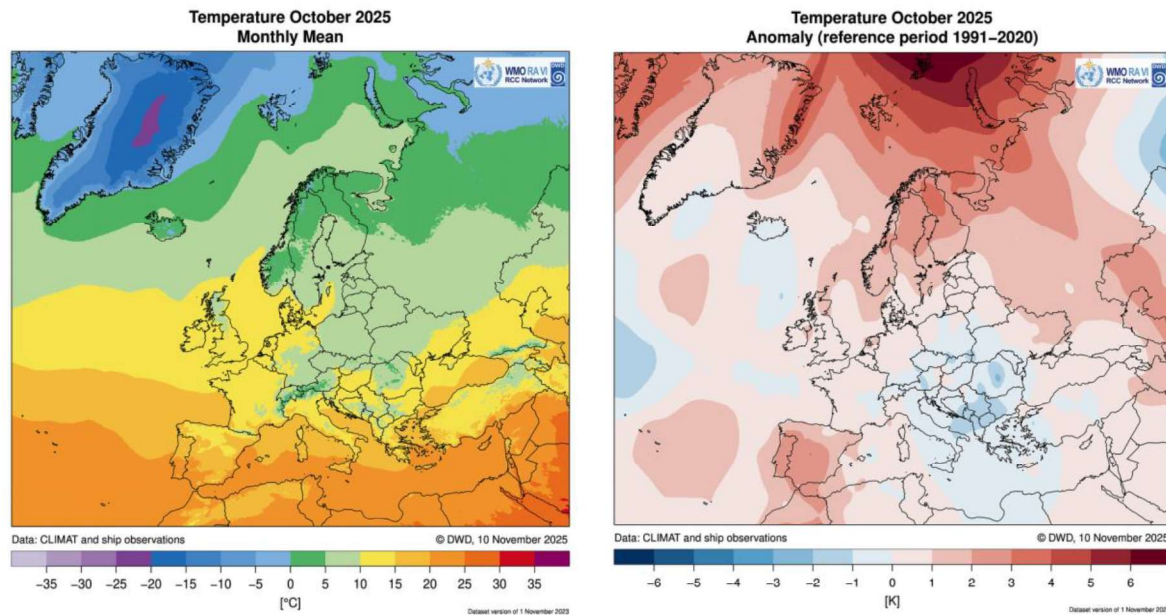 Temperature October 2025
Monthly Mean
WMO RA VI
RCC Network
DWD
Data: CLIMAT and ship observations
© DWD, 10 November 2025
−35 −30 −25 −20 −15 −10 −5 0 5 10 15 20 25 30 35
[°C]
Dataset version of 1 November 2023
Temperature October 2025
Anomaly (reference period 1991−2020)
WMO RA VI
RCC Network
DWD
Data: CLIMAT and ship observations
© DWD, 10 November 2025
−6 −5 −4 −3 −2 −1 0 1 2 3 4 5 6
[K]
Dataset version of 1 November 202